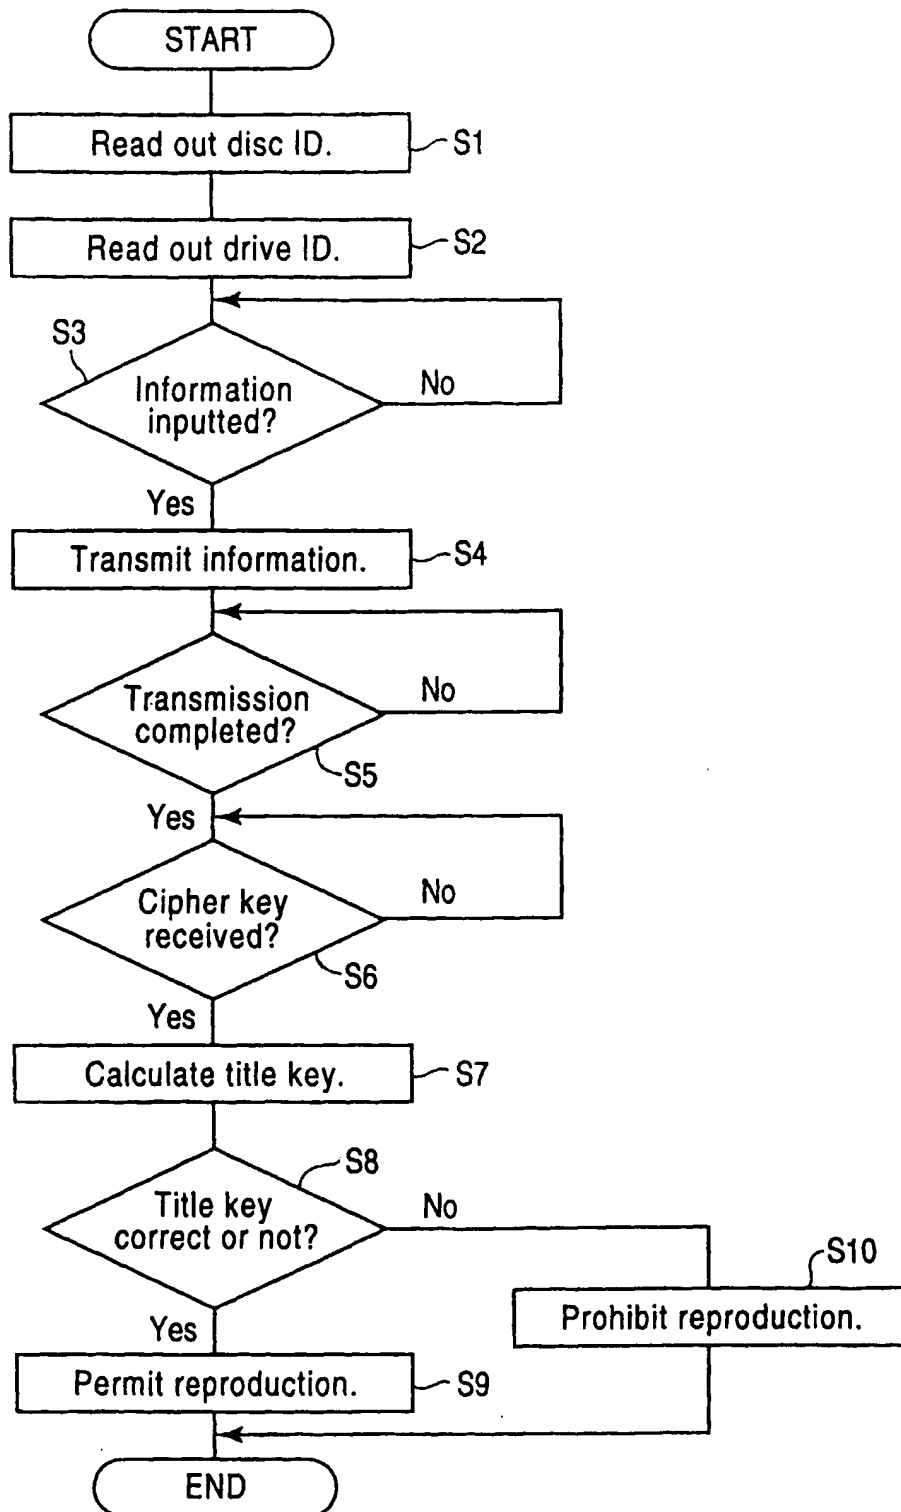 START
Read out disc ID.
S1
Read out drive ID.
S2
S3
Information
inputted?
No
Yes
Transmit information.
S4
Transmission
completed?
No
S5
Yes
Cipher key
received?
No
S6
Yes
Calculate title key.
S7
S8
Title key
correct or not?
No
S10
Prohibit reproduction.
Yes
Permit reproduction.
S9
END